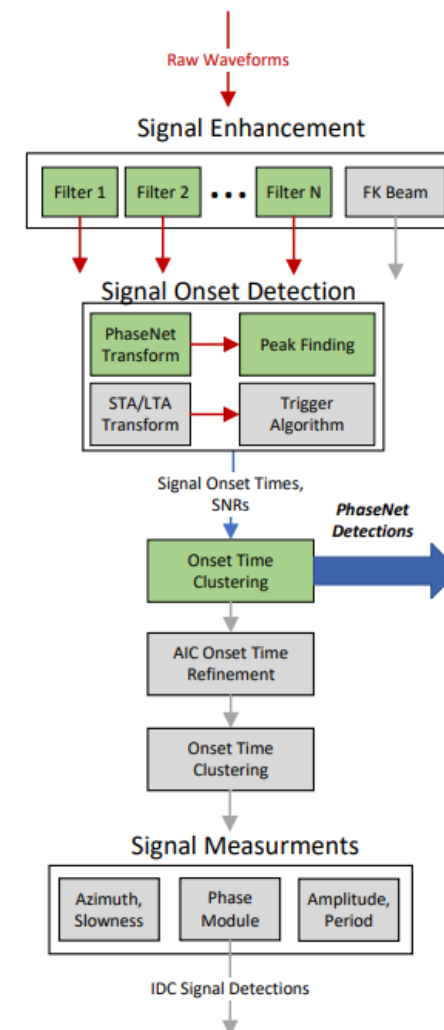 Raw Waveforms
Signal Enhancement
Filter 1
Filter 2
•••
Filter N
FK Beam
Signal Onset Detection
PhaseNet
Transform
Peak Finding
STA/LTA
Transform
Trigger
Algorithm
Signal Onset Times,
SNRs
PhaseNet
Detections
Onset Time
Clustering
AIC Onset Time
Refinement
Onset Time
Clustering
Signal Measurments
Azimuth,
Slowness
Phase
Module
Amplitude,
Period
IDC Signal Detections